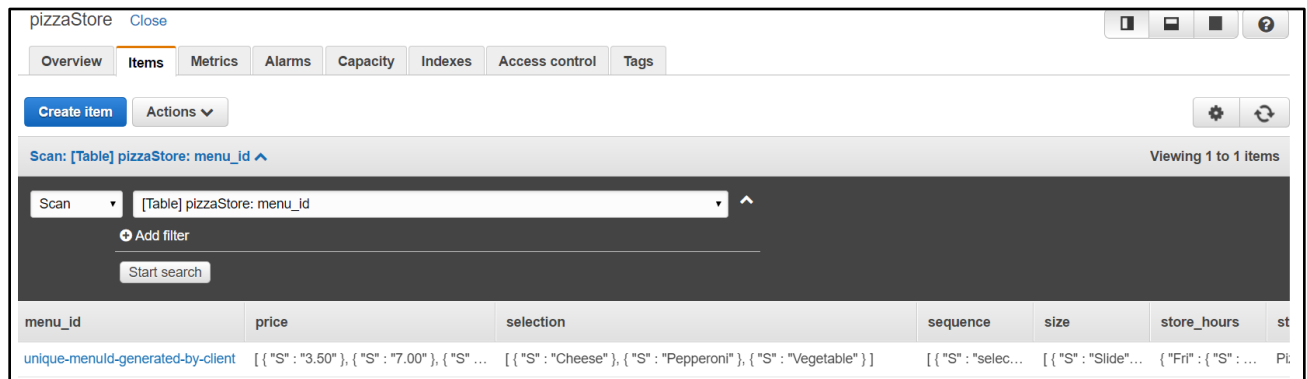 pizzaStore Close
Overview Items Metrics Alarms Capacity Indexes Access control Tags
Create item Actions
Scan: [Table] pizzaStore: menu_id Viewing 1 to 1 items
Scan [Table] pizzaStore: menu_id
Add filter
Start search
menu_id price selection sequence size store_hours st
unique-menuId-generated-by-client [ { "S" : "3.50" }, { "S" : "7.00" }, { "S" ... [ { "S" : "Cheese" }, { "S" : "Pepperoni" }, { "S" : "Vegetable" } ] [ { "S" : "selec... [ { "S" : "Slide"... { "Fri" : { "S" : ... Pi